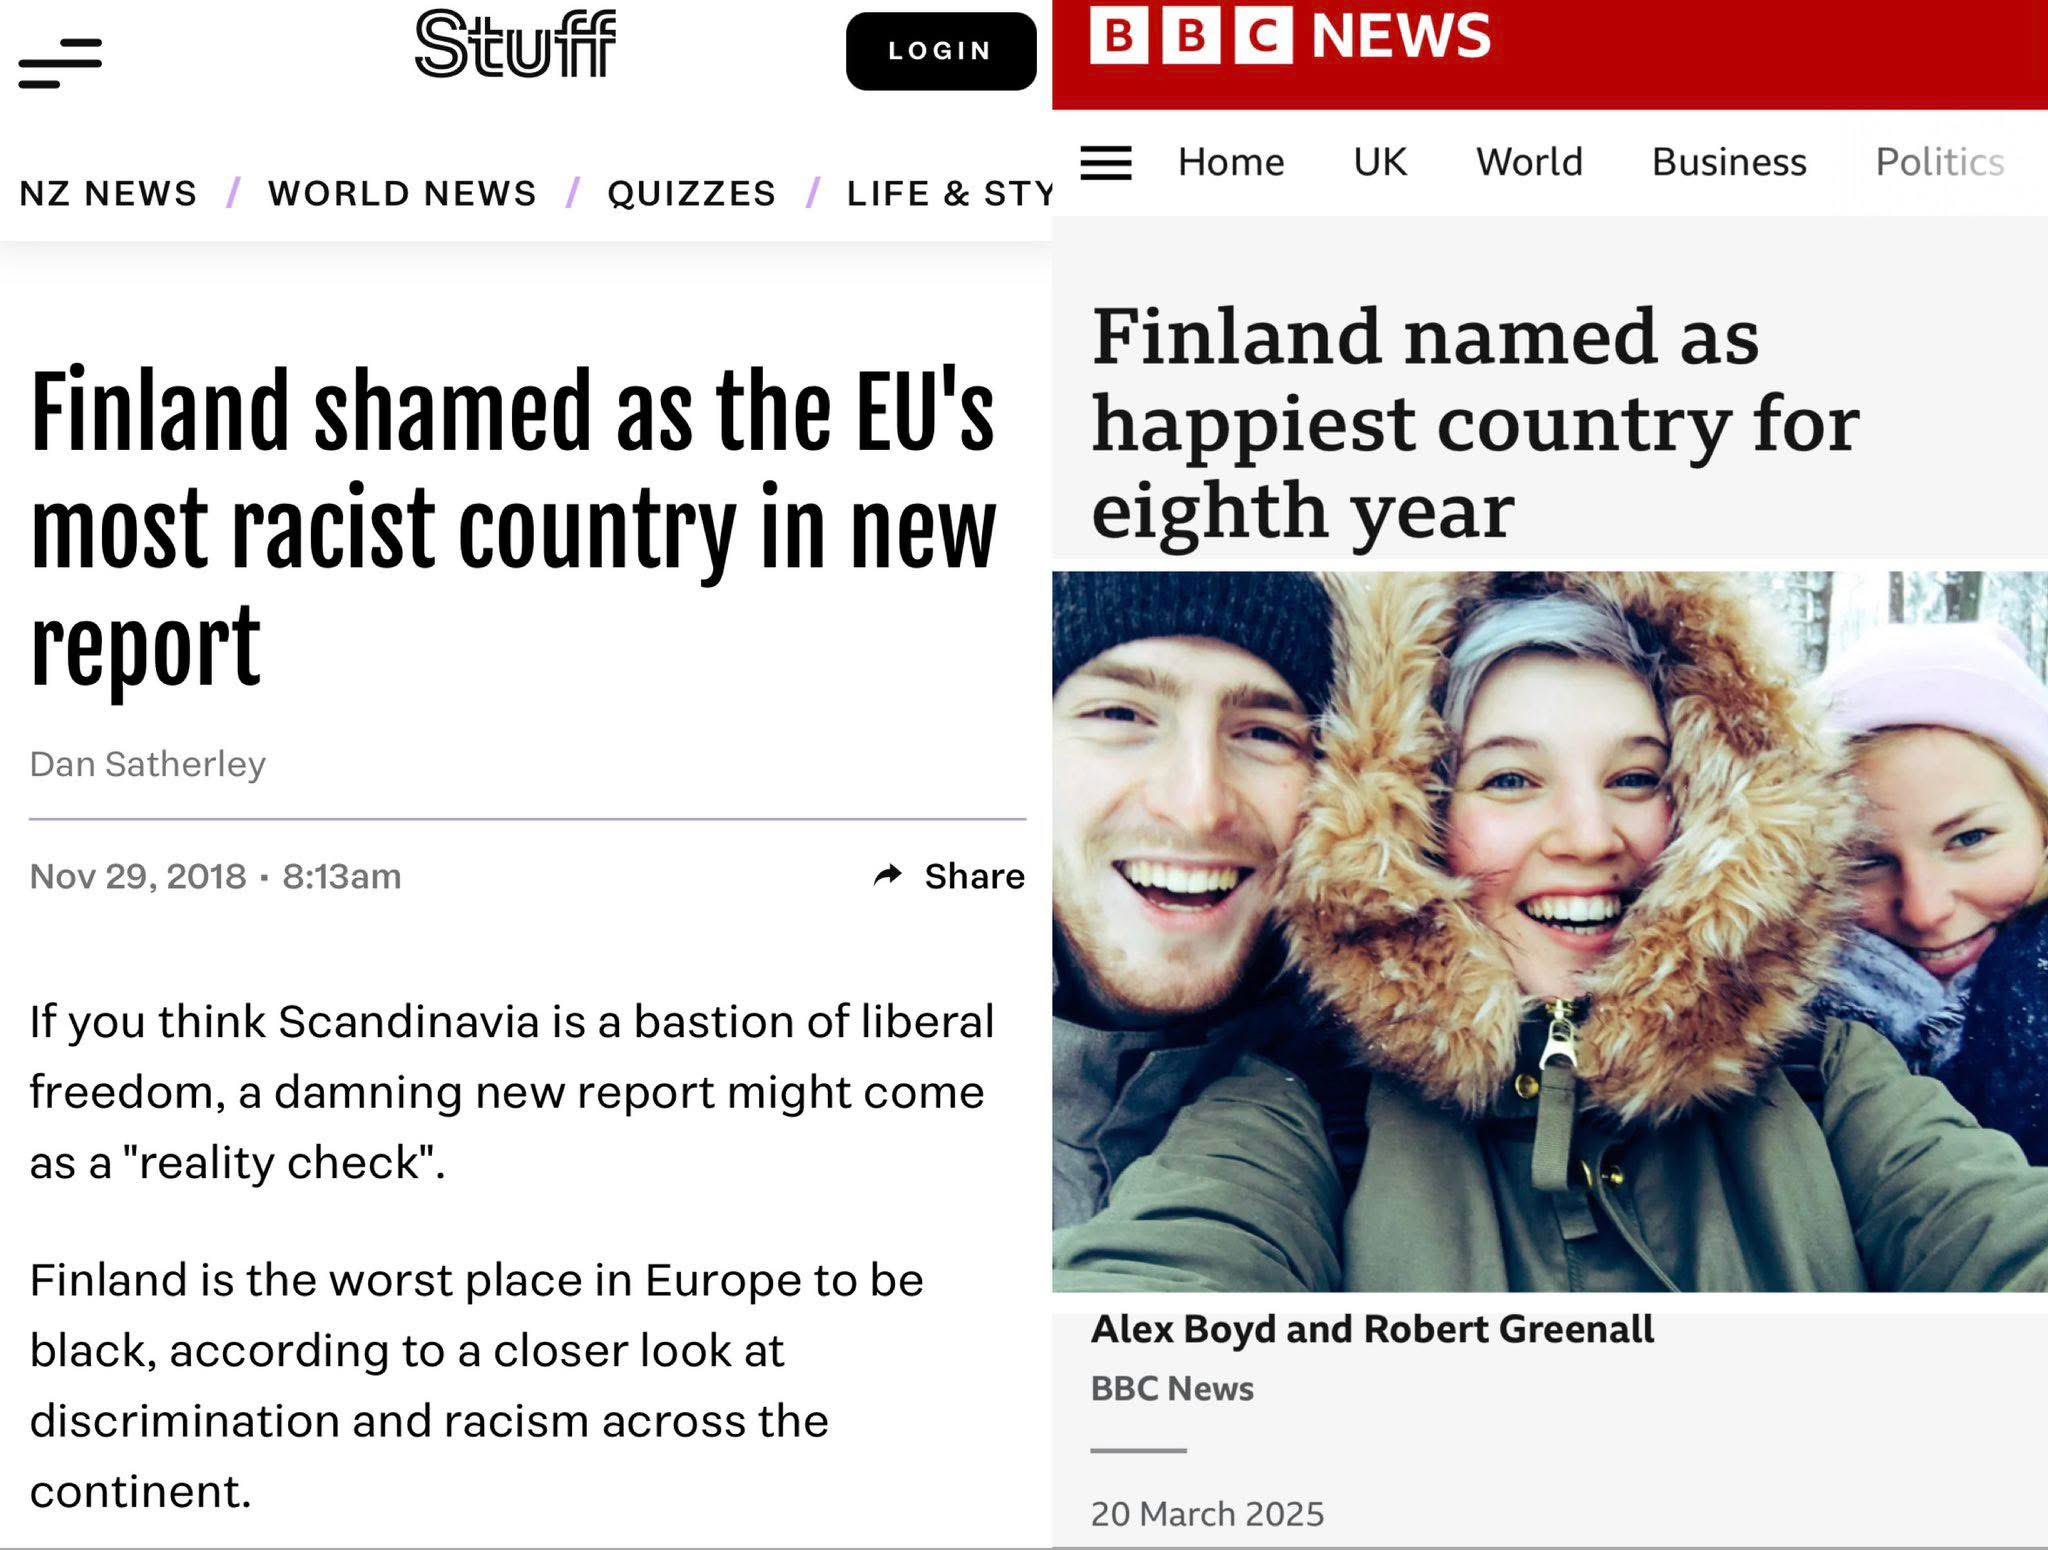 Stuff
LOGIN
NZ NEWS / WORLD NEWS / QUIZZES / LIFE & STY
Finland shamed as the EU's
most racist country in new
report
Dan Satherley
Nov 29, 2018 • 8:13am
Share
If you think Scandinavia is a bastion of liberal
freedom, a damning new report might come
as a "reality check".
Finland is the worst place in Europe to be
black, according to a closer look at
discrimination and racism across the
continent.
BBC NEWS
Home UK World Business Politics
Finland named as
happiest country for
eighth year
Alex Boyd and Robert Greenall
BBC News
20 March 2025